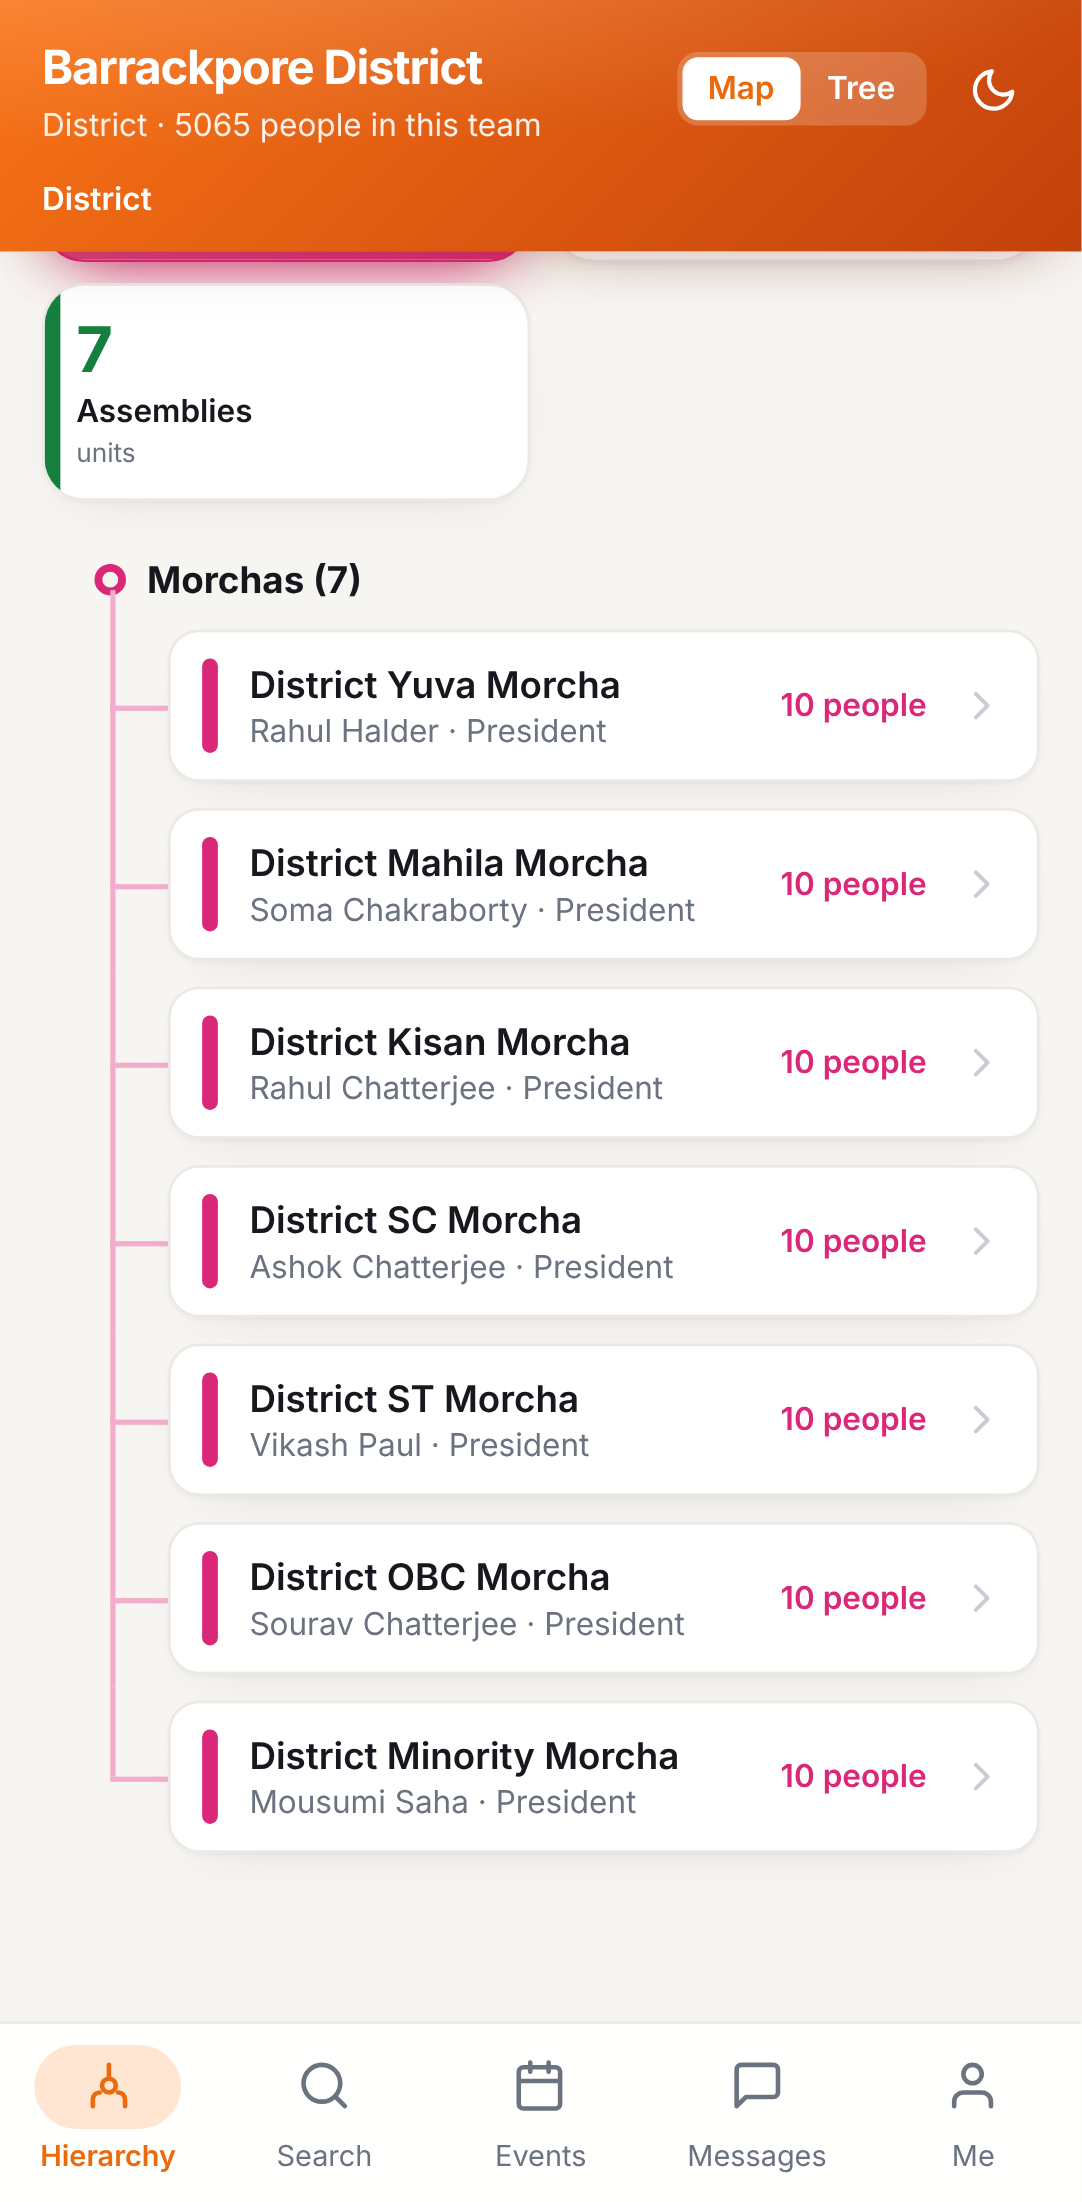 Barrackpore District
District · 5065 people in this team
Map
Tree
District
7
Assemblies
units
Morchas (7)
District Yuva Morcha
Rahul Halder · President
10 people
District Mahila Morcha
Soma Chakraborty · President
10 people
District Kisan Morcha
Rahul Chatterjee · President
10 people
District SC Morcha
Ashok Chatterjee · President
10 people
District ST Morcha
Vikash Paul · President
10 people
District OBC Morcha
Sourav Chatterjee · President
10 people
District Minority Morcha
Mousumi Saha · President
10 people
Hierarchy
Search
Events
Messages
Me